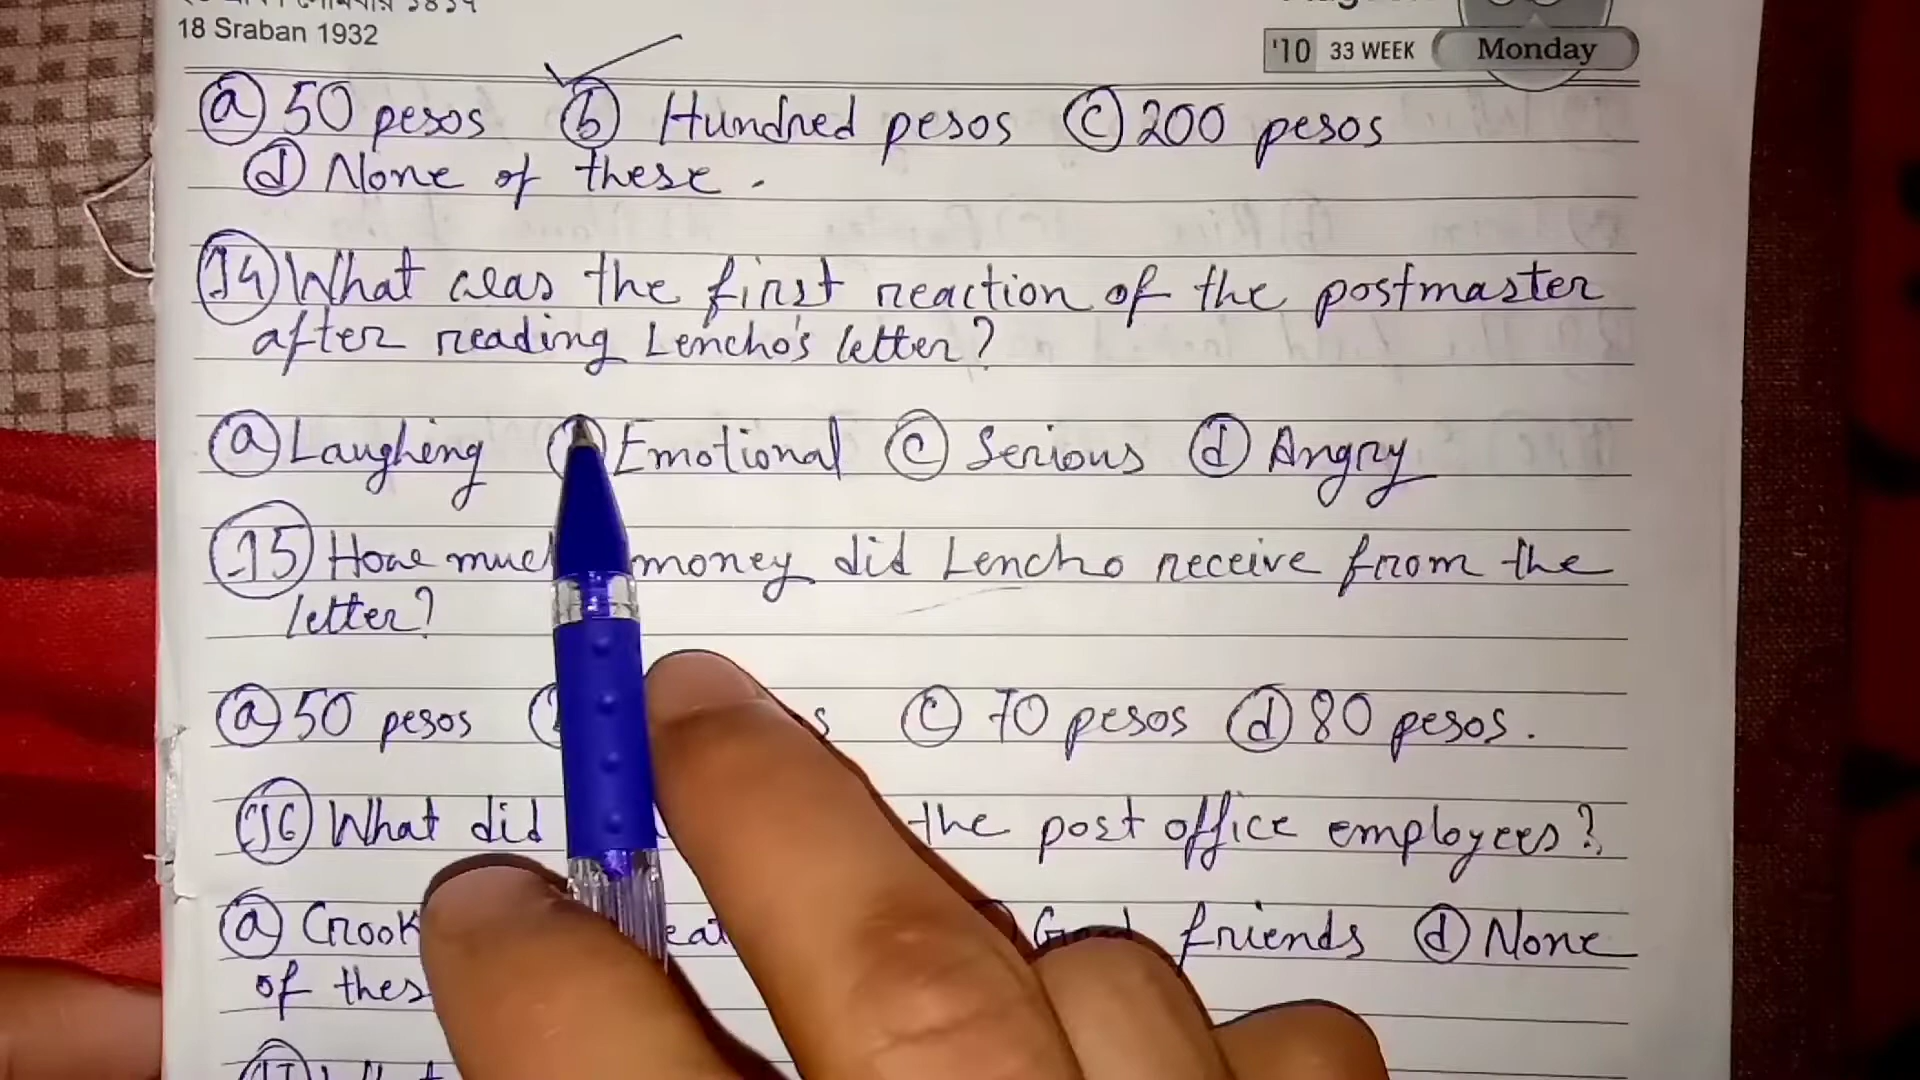 18 Sraban 1932
'10 33 WEEK Monday
(a) 50 pesos (b) Hundred pesos (c) 200 pesos
(d) None of these.
(14) What was the first reaction of the postmaster
after reading Lencho's letter?
(a) Laughing Emotional (c) Serious (d) Angry
(15) How much money did Lencho receive from the
letter?
(a) 50 pesos (c) 70 pesos (d) 80 pesos.
(16) What did the post office employees?
(a) Crook Good friends (d) None
of